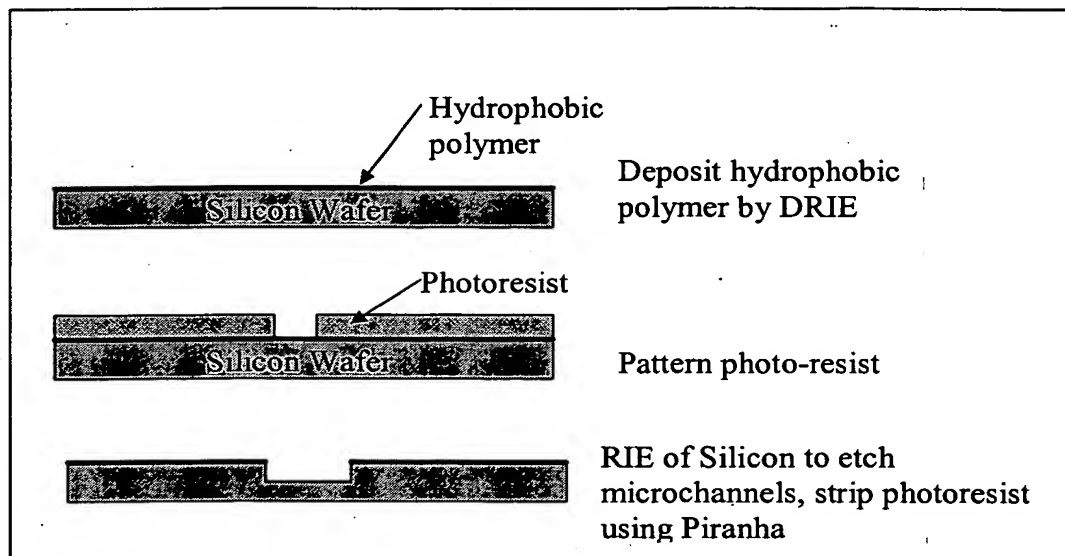 Hydrophobic
polymer
Deposit hydrophobic
polymer by DRIE
Silicon Wafer
Photoresist
Silicon Wafer
Pattern photo-resist
RIE of Silicon to etch
microchannels, strip photoresist
using Piranha